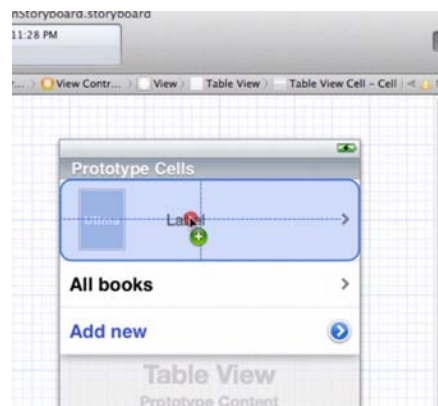 nStoryboard.storyboard
11:28 PM
View Contr... View Table View Table View Cell - Cell
Prototype Cells
Label
All books
Add new
Table View
Prototype Content